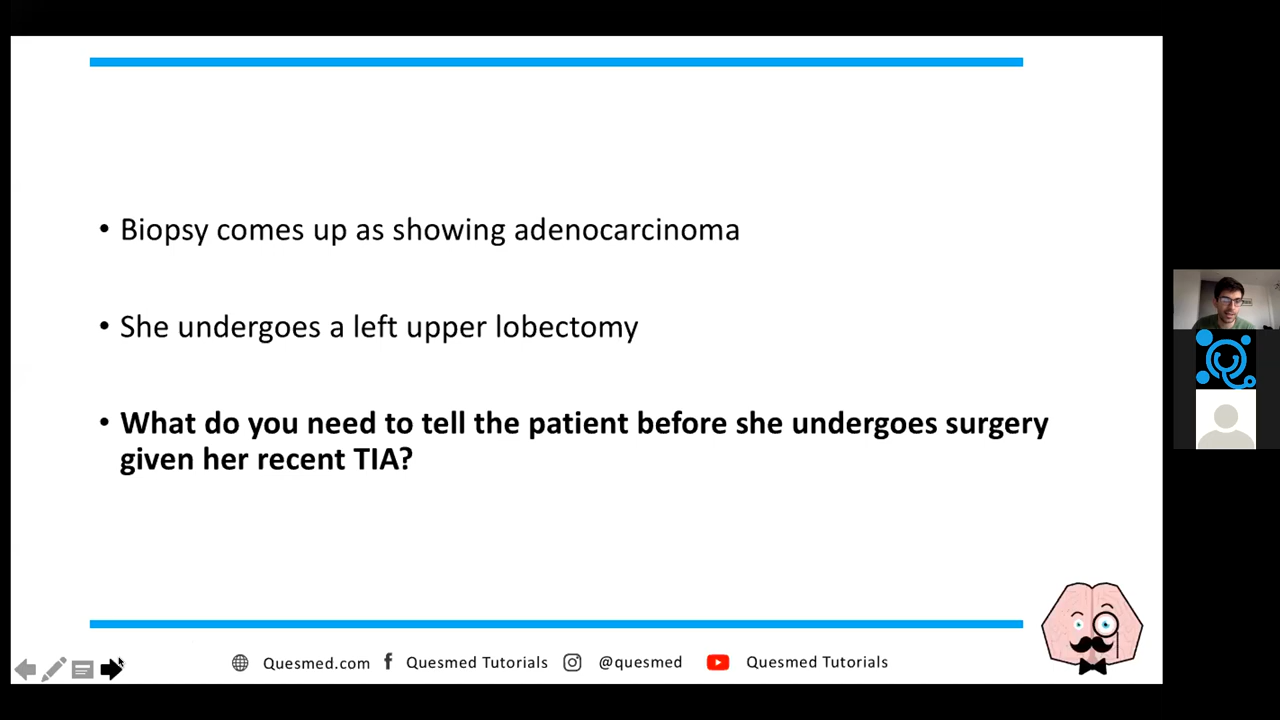 • Biopsy comes up as showing adenocarcinoma
• She undergoes a left upper lobectomy
• What do you need to tell the patient before she undergoes surgery
given her recent TIA?
Quesmed.com Quesmed Tutorials @quesmed Quesmed Tutorials